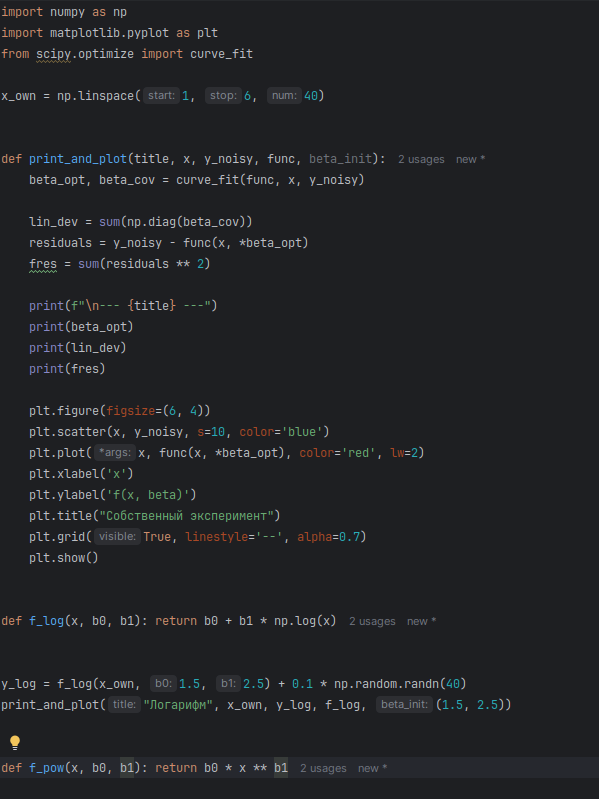 import numpy as np
import matplotlib.pyplot as plt
from scipy.optimize import curve_fit
x_own = np.linspace( start: 1, stop: 6, num: 40)
def print_and_plot(title, x, y_noisy, func, beta_init): 2 usages new *
    beta_opt, beta_cov = curve_fit(func, x, y_noisy)
    lin_dev = sum(np.diag(beta_cov))
    residuals = y_noisy - func(x, *beta_opt)
    fres = sum(residuals ** 2)
    print(f"\n--- {title} ---")
    print(beta_opt)
    print(lin_dev)
    print(fres)
    plt.figure(figsize=(6, 4))
    plt.scatter(x, y_noisy, s=10, color='blue')
    plt.plot( *args: x, func(x, *beta_opt), color='red', lw=2)
    plt.xlabel('x')
    plt.ylabel('f(x, beta)')
    plt.title("Собственный эксперимент")
    plt.grid( visible: True, linestyle='--', alpha=0.7)
    plt.show()
def f_log(x, b0, b1): return b0 + b1 * np.log(x) 2 usages new *
y_log = f_log(x_own, b0: 1.5, b1: 2.5) + 0.1 * np.random.randn(40)
print_and_plot( title: "Логарифм", x_own, y_log, f_log, beta_init: (1.5, 2.5))
def f_pow(x, b0, b1): return b0 * x ** b1 2 usages new *